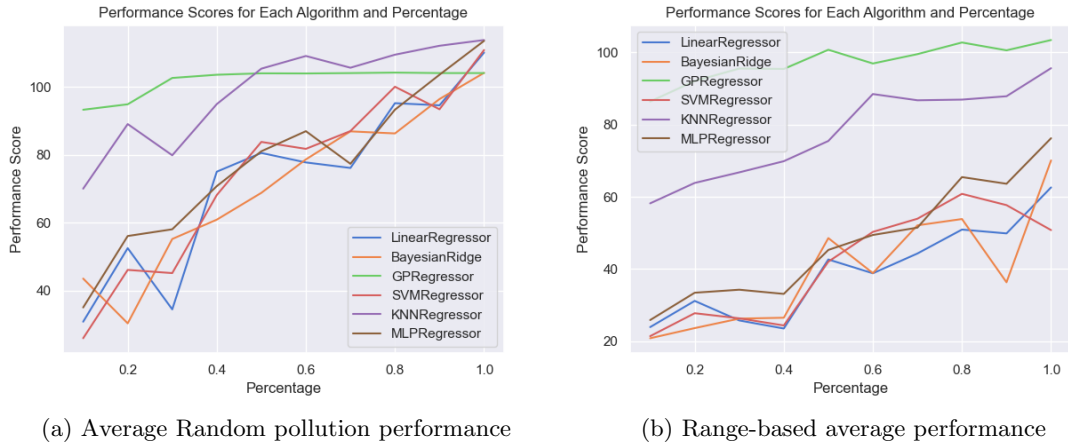 Performance Scores for Each Algorithm and Percentage
Performance Score
100
80
60
40
LinearRegressor
BayesianRidge
GPRegressor
SVMRegressor
KNNRegressor
MLPRegressor
0.2 0.4 0.6 0.8 1.0
Percentage
(a) Average Random pollution performance
Performance Scores for Each Algorithm and Percentage
Performance Score
100
80
60
40
20
LinearRegressor
BayesianRidge
GPRegressor
SVMRegressor
KNNRegressor
MLPRegressor
0.2 0.4 0.6 0.8 1.0
Percentage
(b) Range-based average performance